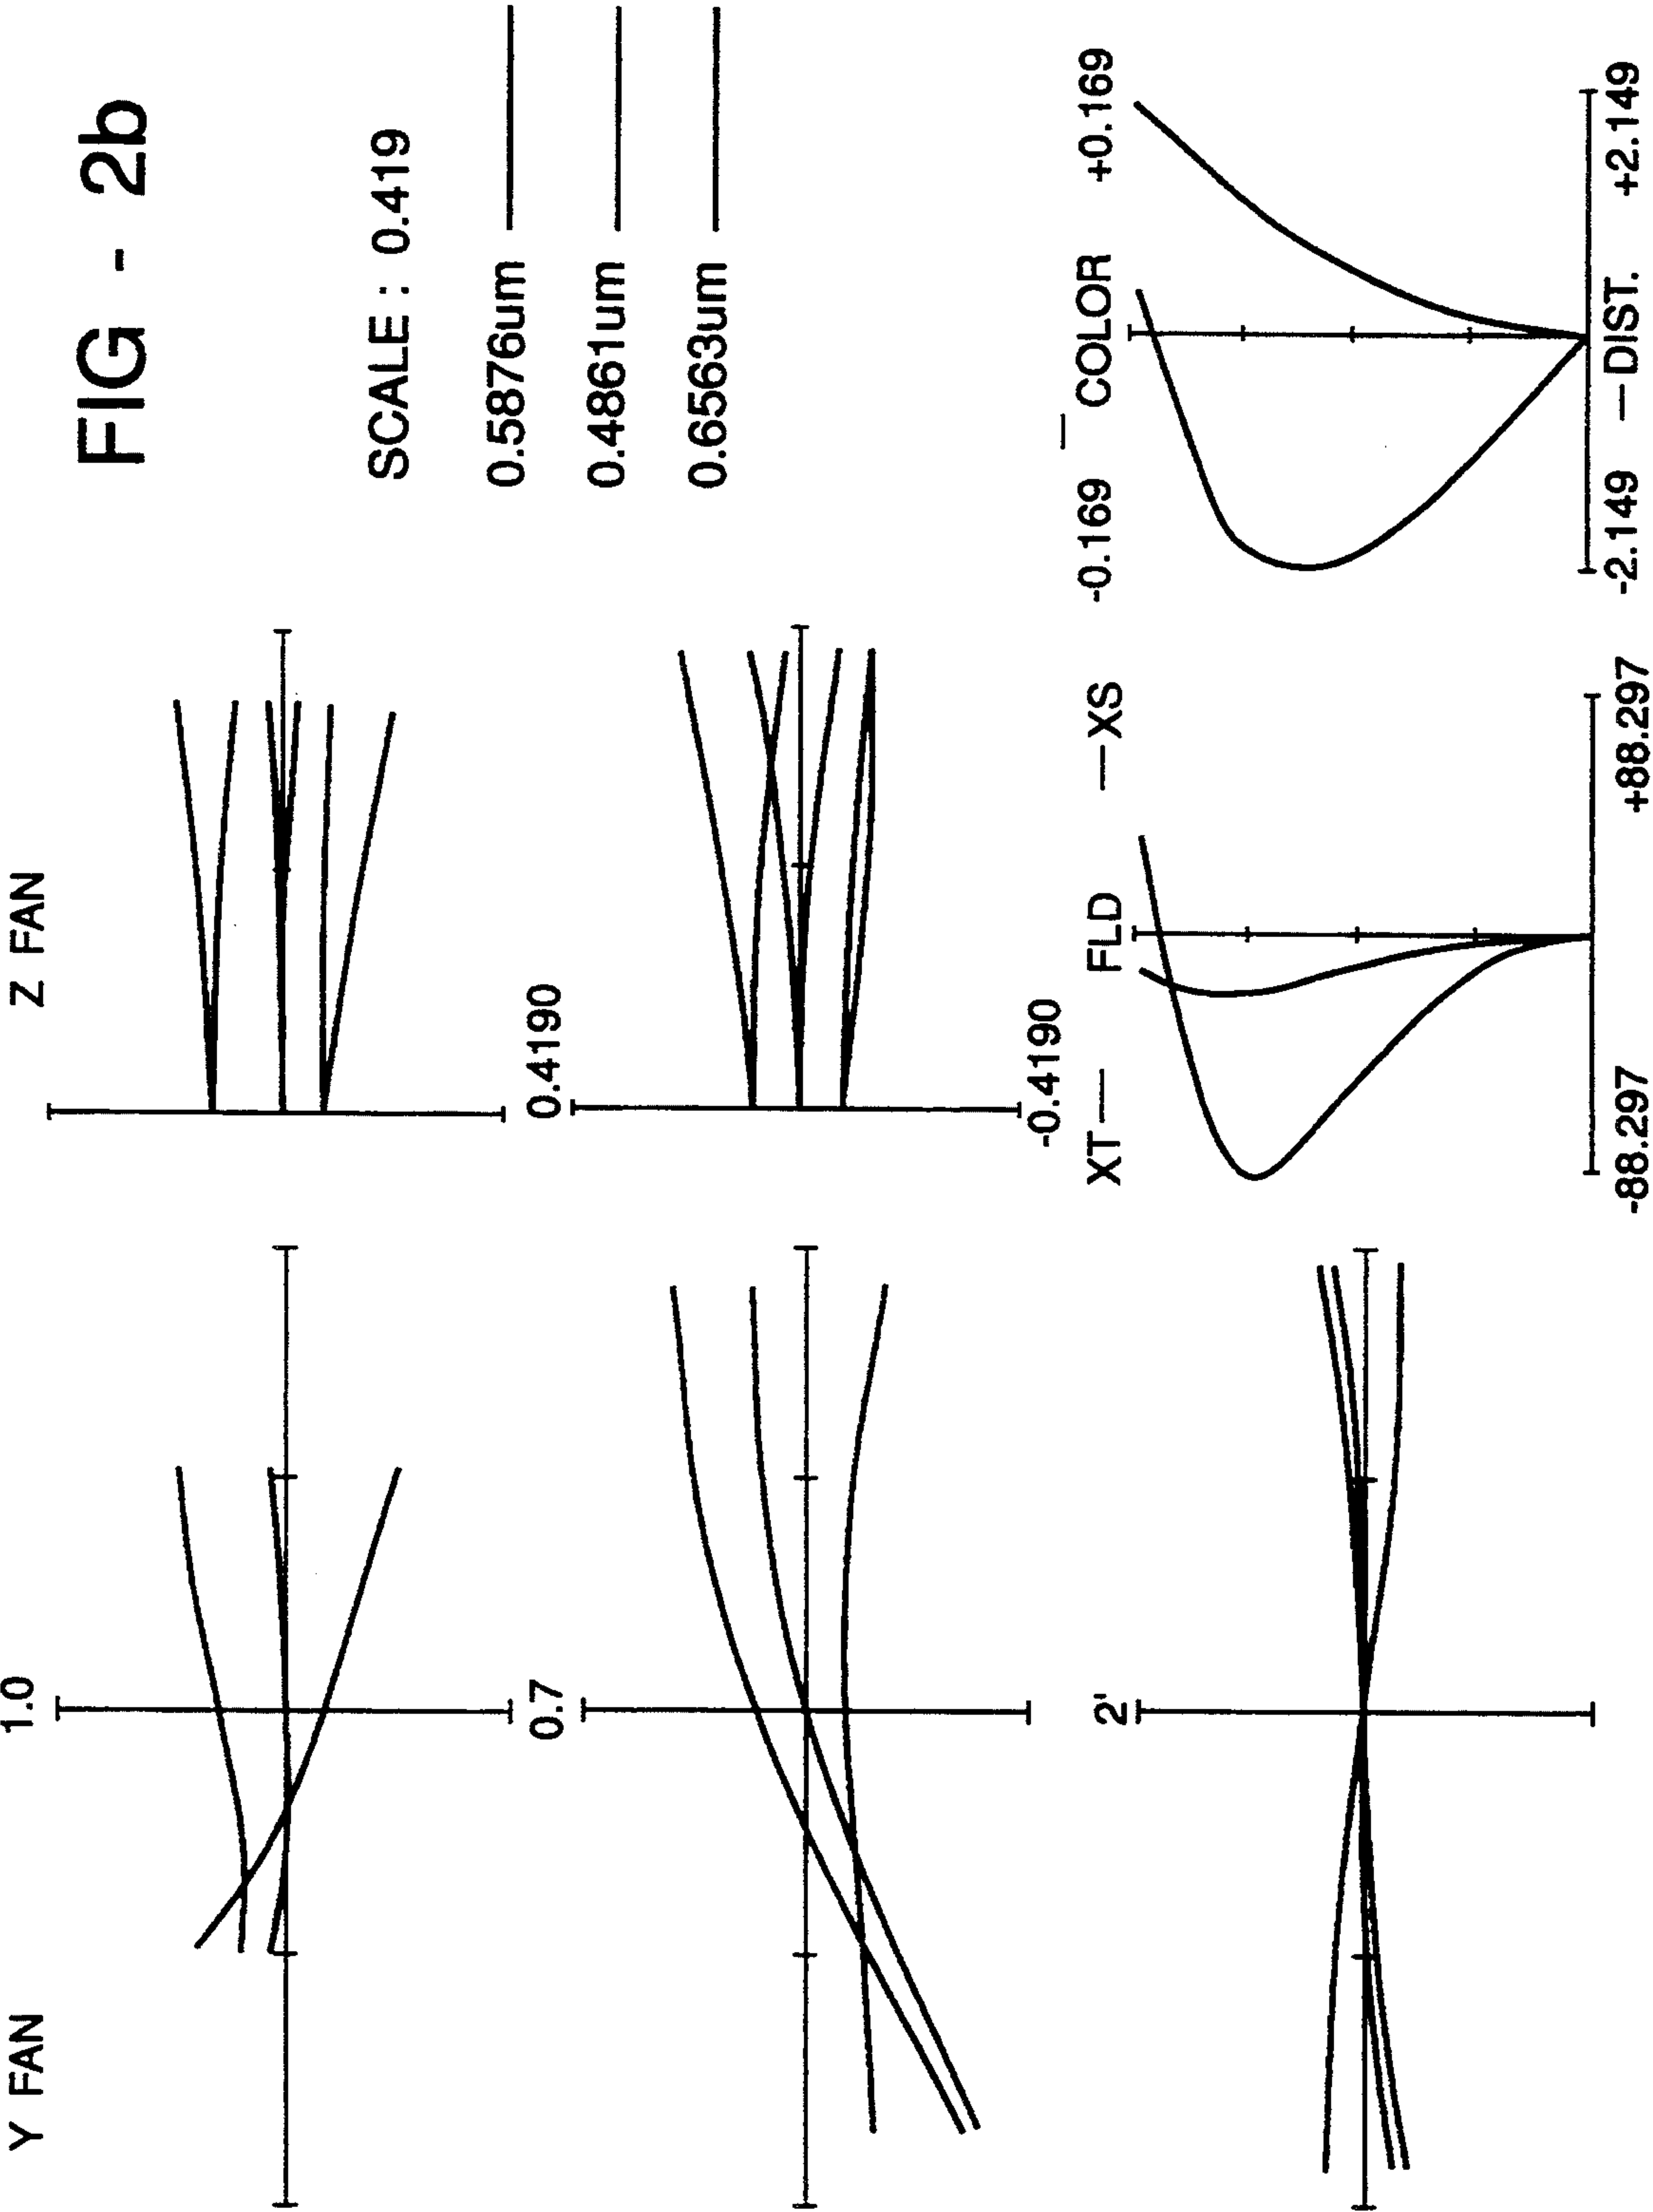 FIG - 2b
Y FAN
Z FAN
1.0
SCALE : 0.419
0.5876um
0.4861um
0.6563um
0.7
0.4190
-0.4190
2'
XT— FLD —XS
-88.297 +88.297
-0.169 — COLOR +0.169
-2.149 —DIST. +2.149